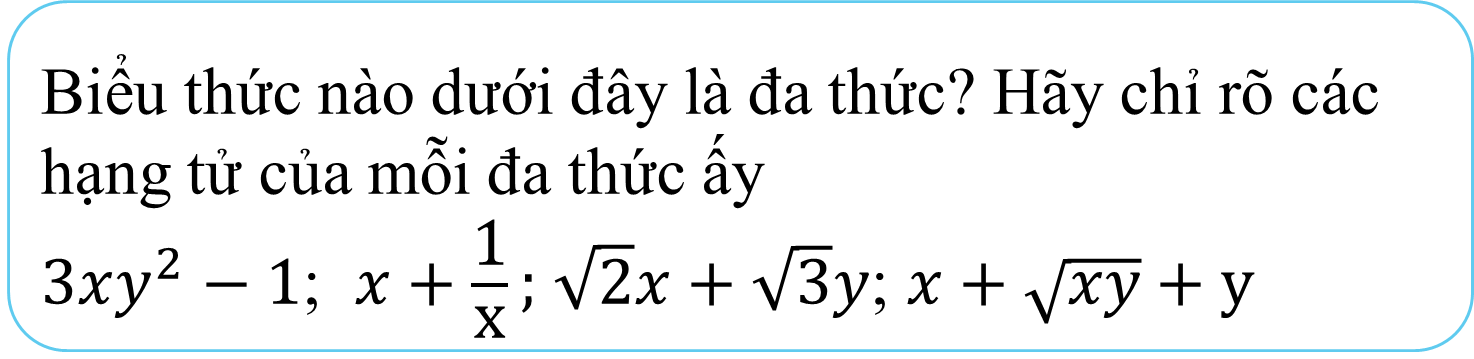 Biểu thức nào dưới đây là đa thức? Hãy chỉ rõ các
hạng tử của mỗi đa thức ấy
3xy² − 1; x + 1/x; √2x + √3y; x + √xy + y